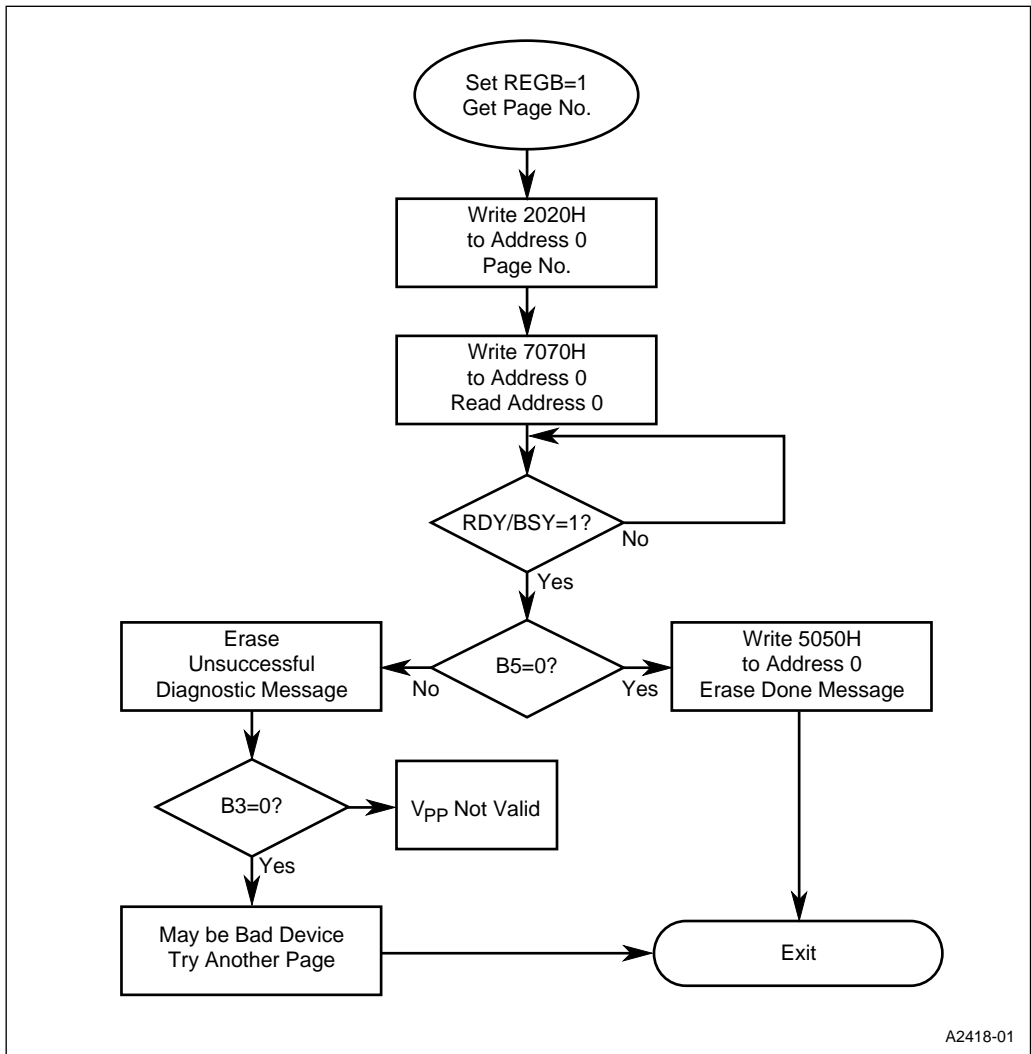 Set REGB=1
Get Page No.
Write 2020H
to Address 0
Page No.
Write 7070H
to Address 0
Read Address 0
RDY/BSY=1?
No
Yes
Erase
Unsuccessful
Diagnostic Message
B5=0?
No
Yes
Write 5050H
to Address 0
Erase Done Message
B3=0?
Yes
VPP Not Valid
May be Bad Device
Try Another Page
Exit
A2418-01